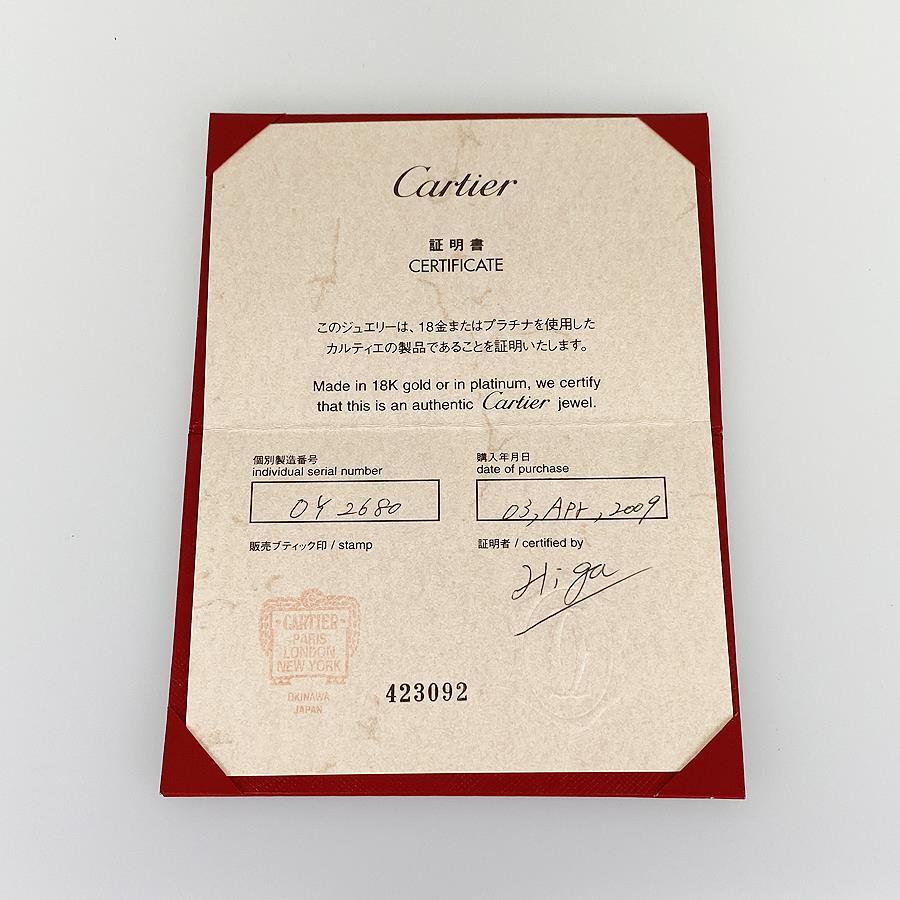 Cartier
証明書
CERTIFICATE
このジュエリーは、18金またはプラチナを使用した
カルティエの製品であることを証明いたします。
Made in 18K gold or in platinum, we certify
that this is an authentic Cartier jewel.
個別製造番号
individual serial number
OY 2680
購入年月日
date of purchase
03, Apr, 2009
販売ブティック印 / stamp
証明者 / certified by
Higa
CARTIER
PARIS
LONDON
NEW YORK
OKINAWA
JAPAN
423092